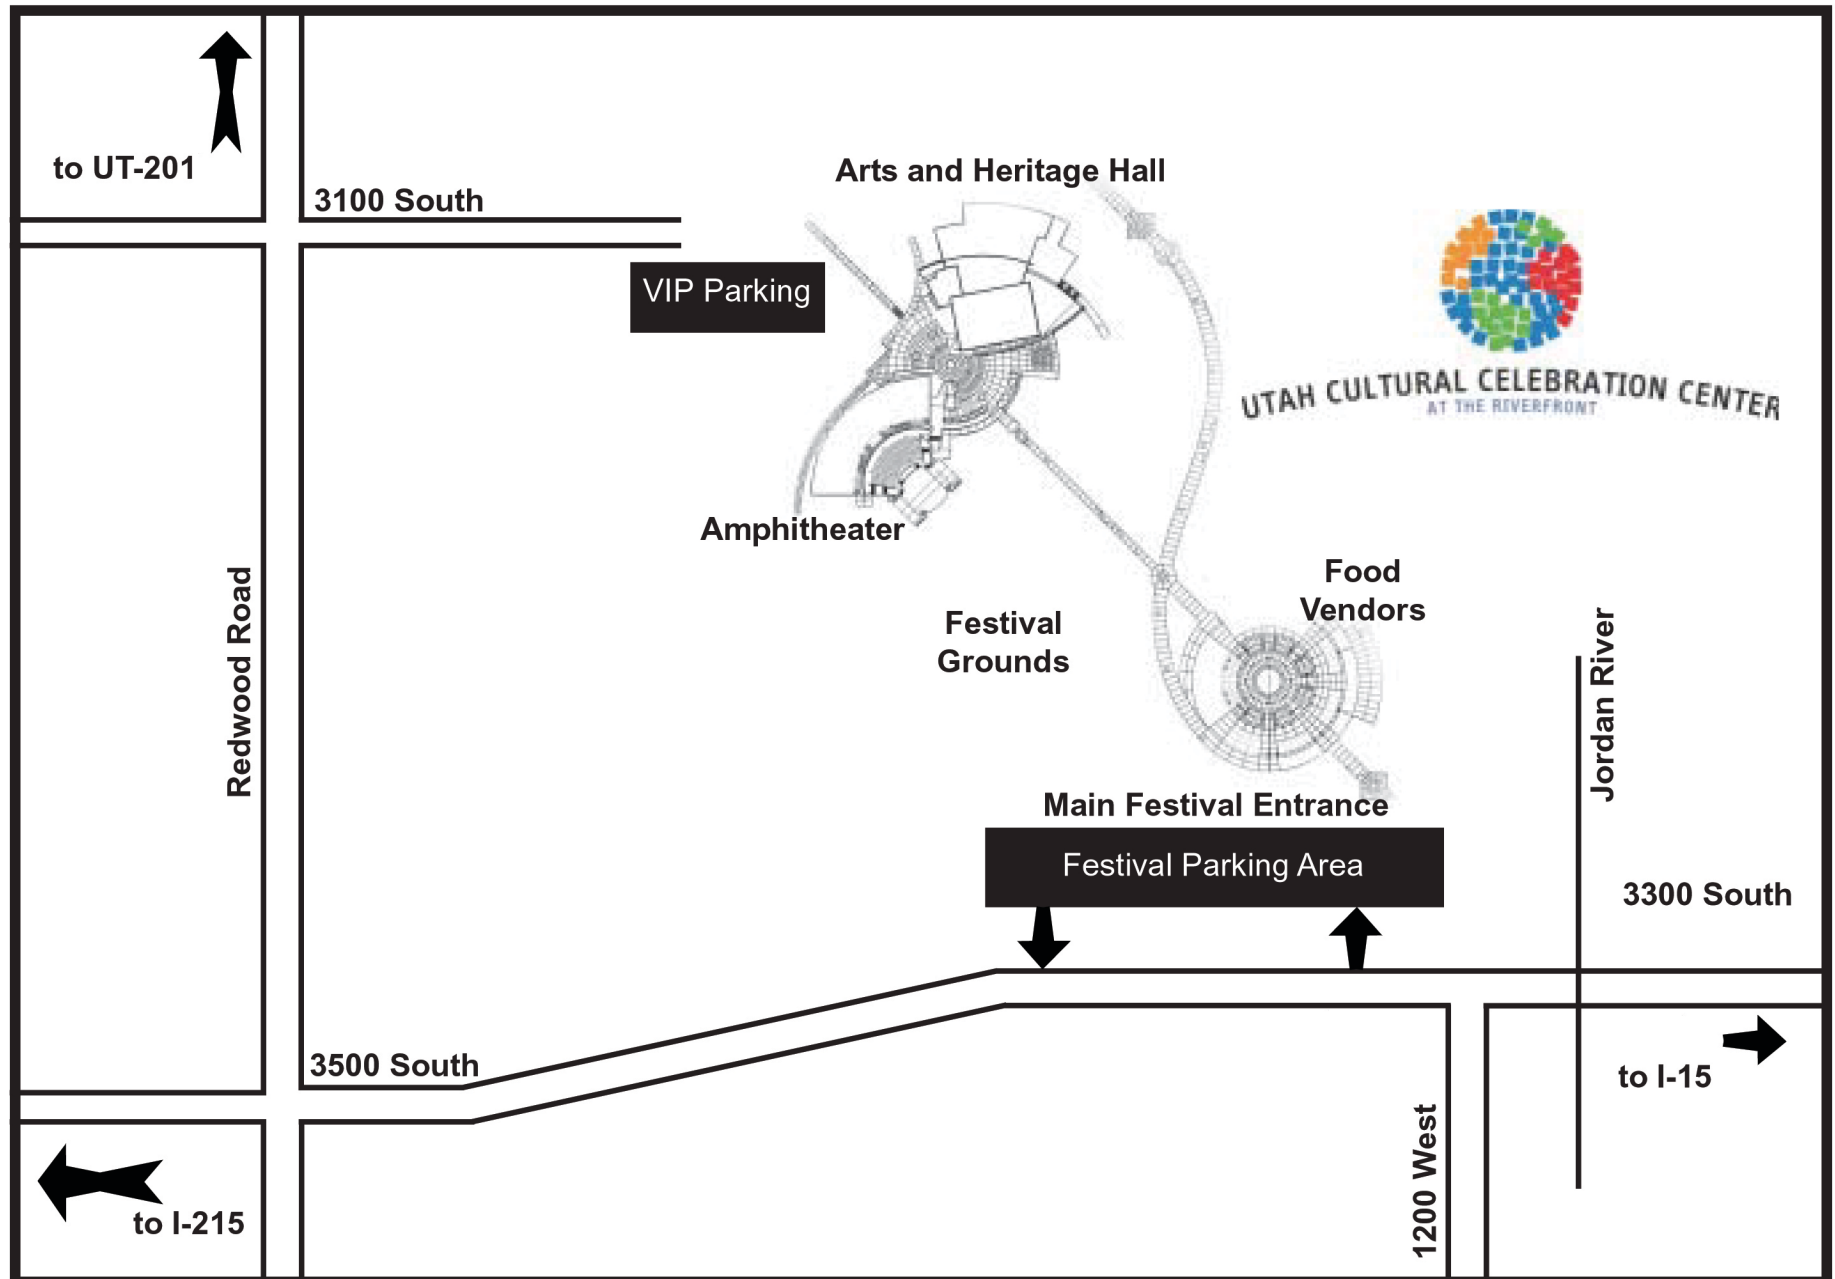 to UT-201
3100 South
Arts and Heritage Hall
VIP Parking
UTAH CULTURAL CELEBRATION CENTER
AT THE RIVERFRONT
Amphitheater
Food
Vendors
Festival
Grounds
Redwood Road
Jordan River
Main Festival Entrance
Festival Parking Area
3300 South
3500 South
to I-15
1200 West
to I-215